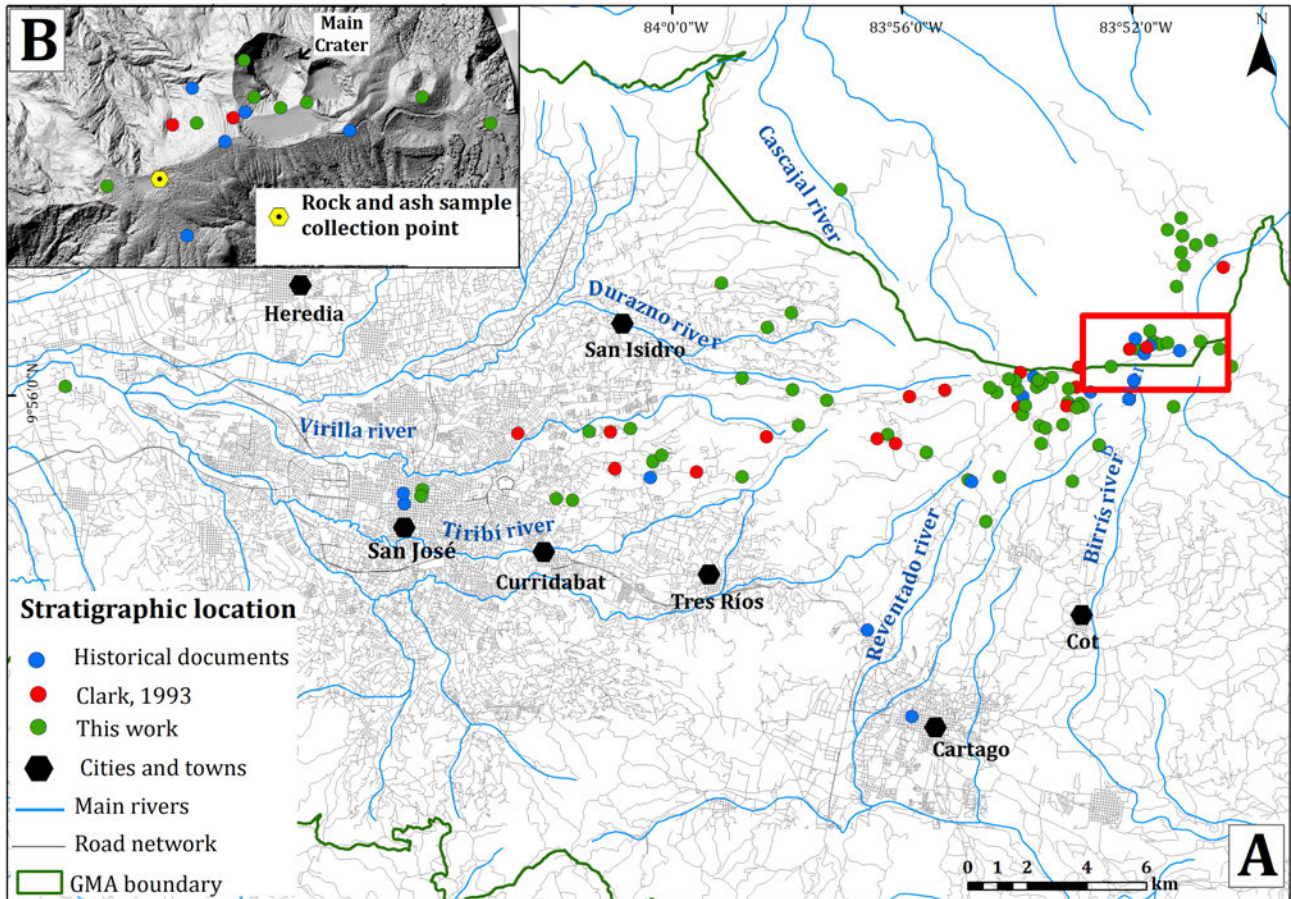 B
Main
Crater
Rock and ash sample
collection point
84°0'0"W
83°56'0"W
83°52'0"W
N
Cascajal river
Heredia
Durazno river
San Isidro
9°56'0"N
Virilla river
San José
Tiribí river
Curridabat
Tres Ríos
Reventado river
Birrís river
Cot
Cartago
Stratigraphic location
Historical documents
Clark, 1993
This work
Cities and towns
Main rivers
Road network
GMA boundary
0 1 2 4 6
km
A